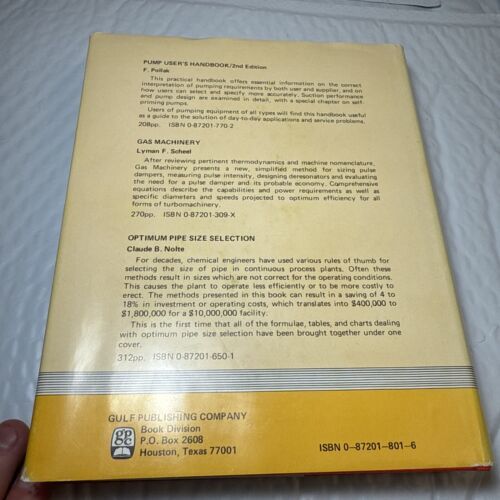 PUMP USER'S HANDBOOK/2nd Edition
F. Pollak
This practical handbook offers essential information on the correct
interpretation of pumping requirements by both user and supplier, and on
how users can select and specify more accurately. Suction performance
and pump design are examined in detail, with a special chapter on self-
priming pumps.
Users of pumping equipment of all types will find this handbook useful
as a guide to the solution of day-to-day applications and service problems.
208pp. ISBN 0-87201-770-2
GAS MACHINERY
Lyman F. Scheel
After reviewing pertinent thermodynamics and machine nomenclature,
Gas Machinery presents a new, simplified method for sizing pulse
dampers, measuring pulse intensity, designing deresonators and evaluating
the need for a pulse damper and its probable economy. Comprehensive
equations describe the capabilities and power requirements as well as
specific diameters and speeds projected to optimum efficiency for all
forms of turbomachinery.
270pp. ISBN 0-87201-309-X
OPTIMUM PIPE SIZE SELECTION
Claude B. Nolte
For decades, chemical engineers have used various rules of thumb for
selecting the size of pipe in continuous process plants. Often these
methods result in sizes which are not correct for the operating conditions.
This causes the plant to operate less efficiently or to be more costly to
erect. The methods presented in this book can result in a saving of 4 to
18% in investment or operating costs, which translates into $400,000 to
$1,800,000 for a $10,000,000 facility.
This is the first time that all of the formulae, tables, and charts dealing
with optimum pipe size selection have been brought together under one
cover.
312pp. ISBN 0-87201-650-1
GULF PUBLISHING COMPANY
gpc
Book Division
P.O. Box 2608
Houston, Texas 77001
ISBN 0-87201-801-6